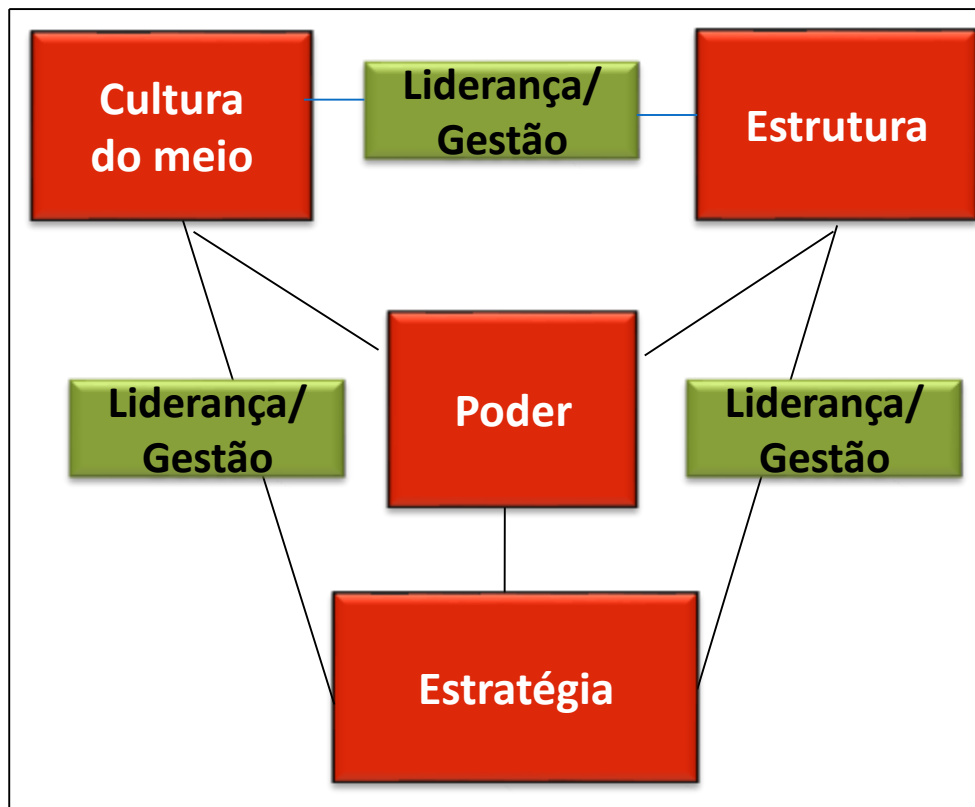 Cultura
do meio
Liderança/
Gestão
Estrutura
Liderança/
Gestão
Poder
Liderança/
Gestão
Estratégia